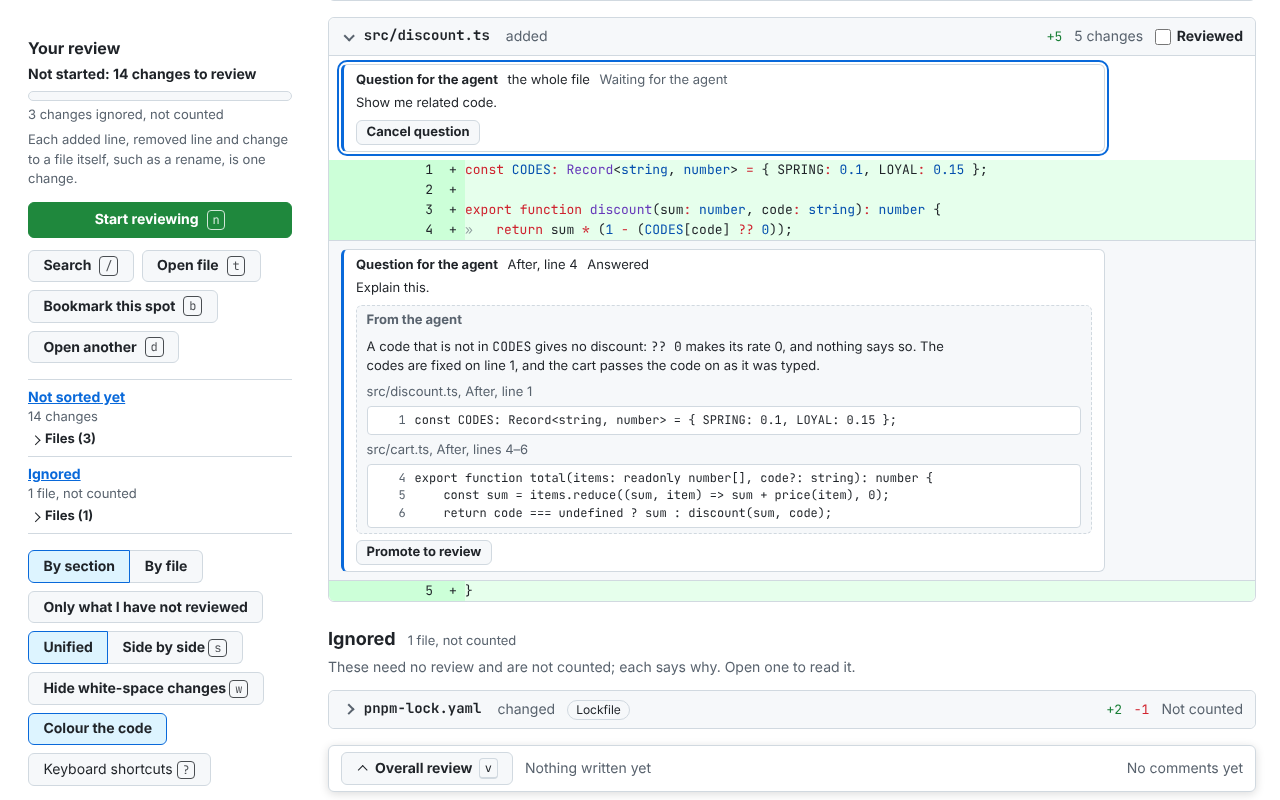 Your review
Not started: 14 changes to review
3 changes ignored, not counted
Each added line, removed line and change
to a file itself, such as a rename, is one
change.
Start reviewing n
Search / Open file t
Bookmark this spot b
Open another d
Not sorted yet
14 changes
Files (3)
Ignored
1 file, not counted
Files (1)
By section By file
Only what I have not reviewed
Unified Side by side s
Hide white-space changes w
Colour the code
Keyboard shortcuts ?
src/discount.ts added +5 5 changes Reviewed
Question for the agent the whole file Waiting for the agent
Show me related code.
Cancel question
1 + const CODES: Record<string, number> = { SPRING: 0.1, LOYAL: 0.15 };
2 +
3 + export function discount(sum: number, code: string): number {
4 + » return sum * (1 - (CODES[code] ?? 0));
Question for the agent After, line 4 Answered
Explain this.
From the agent
A code that is not in CODES gives no discount: ?? 0 makes its rate 0, and nothing says so. The
codes are fixed on line 1, and the cart passes the code on as it was typed.
src/discount.ts, After, line 1
1 const CODES: Record<string, number> = { SPRING: 0.1, LOYAL: 0.15 };
src/cart.ts, After, lines 4–6
4 export function total(items: readonly number[], code?: string): number {
5 const sum = items.reduce((sum, item) => sum + price(item), 0);
6 return code === undefined ? sum : discount(sum, code);
Promote to review
5 + }
Ignored 1 file, not counted
These need no review and are not counted; each says why. Open one to read it.
pnpm-lock.yaml changed Lockfile +2 -1 Not counted
Overall review v Nothing written yet No comments yet